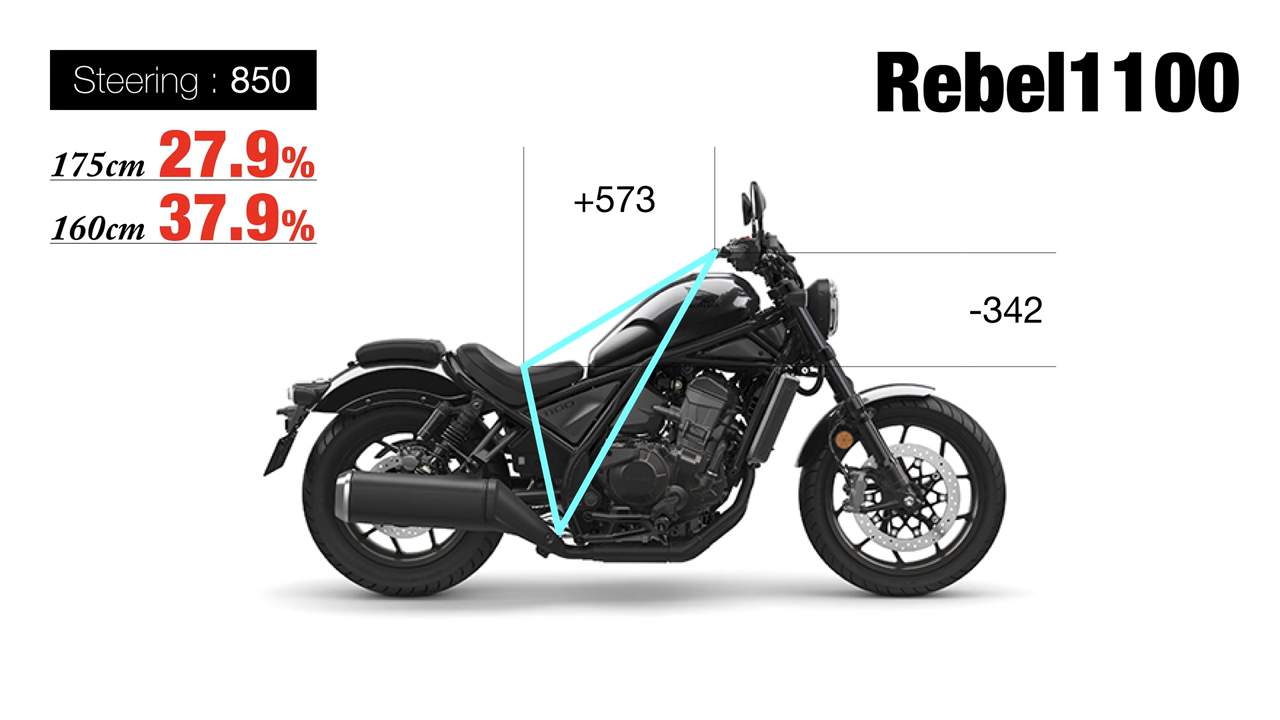 Steering : 850
Rebel1100
175cm 27.9%
160cm 37.9%
+573
-342